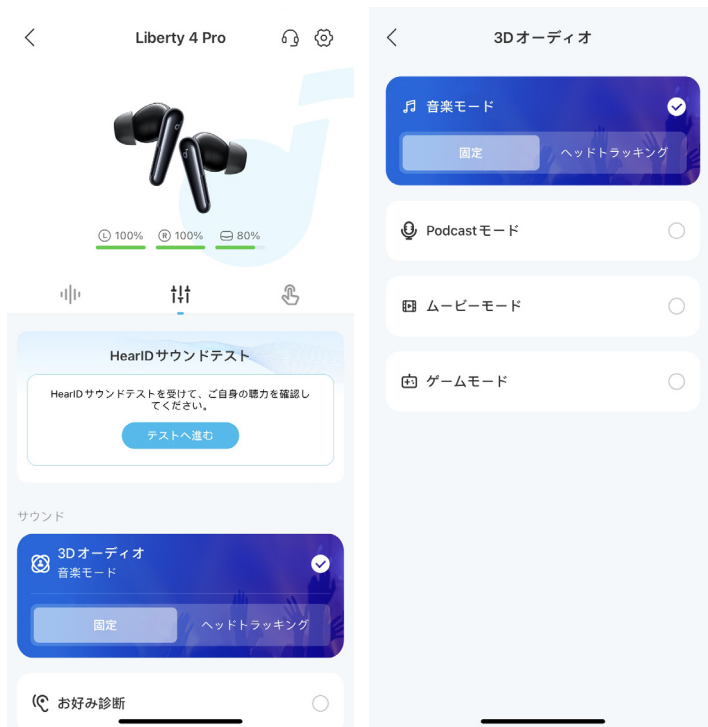 Liberty 4 Pro
L 100% R 100% 80%
HearIDサウンドテスト
HearIDサウンドテストを受けて、ご自身の聴力を確認し
てください。
テストへ進む
サウンド
3Dオーディオ
音楽モード
固定 ヘッドトラッキング
お好み診断
3Dオーディオ
音楽モード
固定 ヘッドトラッキング
Podcastモード
ムービーモード
ゲームモード